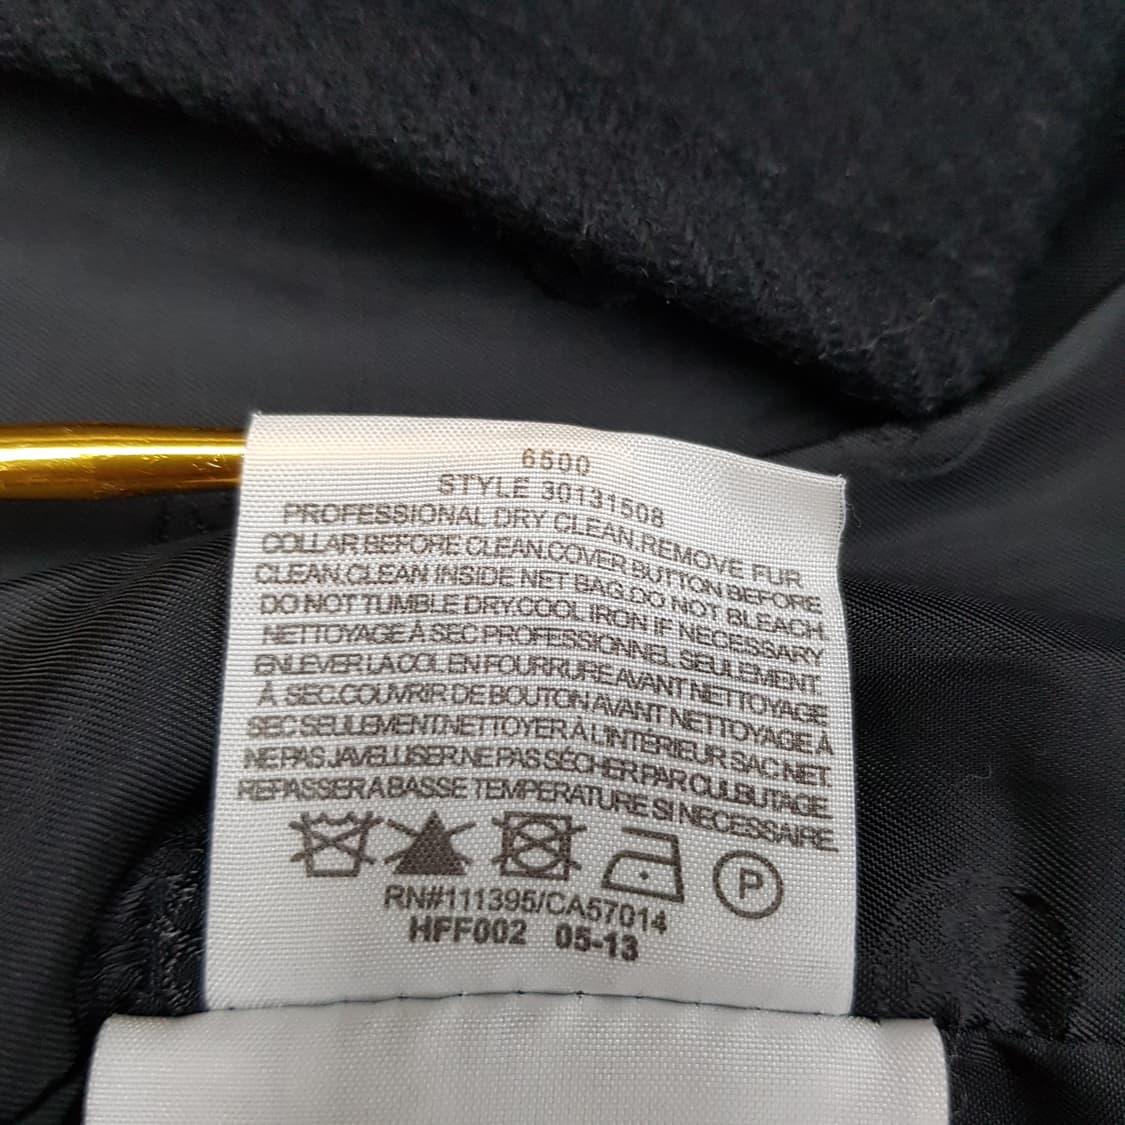 6500
STYLE 30131508
PROFESSIONAL DRY CLEAN.REMOVE FUR
COLLAR BEFORE CLEAN.COVER BUTTON BEFORE
CLEAN.CLEAN INSIDE NET BAG.DO NOT BLEACH.
DO NOT TUMBLE DRY.COOL IRON IF NECESSARY
NETTOYAGE À SEC PROFESSIONNEL SEULEMENT.
ENLEVER LA COL EN FOURRURE AVANT NETTOYAGE
À SEC.COUVRIR DE BOUTON AVANT NETTOYAGE À
SEC SEULEMENT.NETTOYER À L'INTÉRIEUR SAC NET.
NE PAS JAVELLISER.NE PAS SÉCHER PAR CULBUTAGE.
REPASSER A BASSE TEMPERATURE SI NECESSAIRE.
P
RN#111395/CA57014
HFF002 05-13